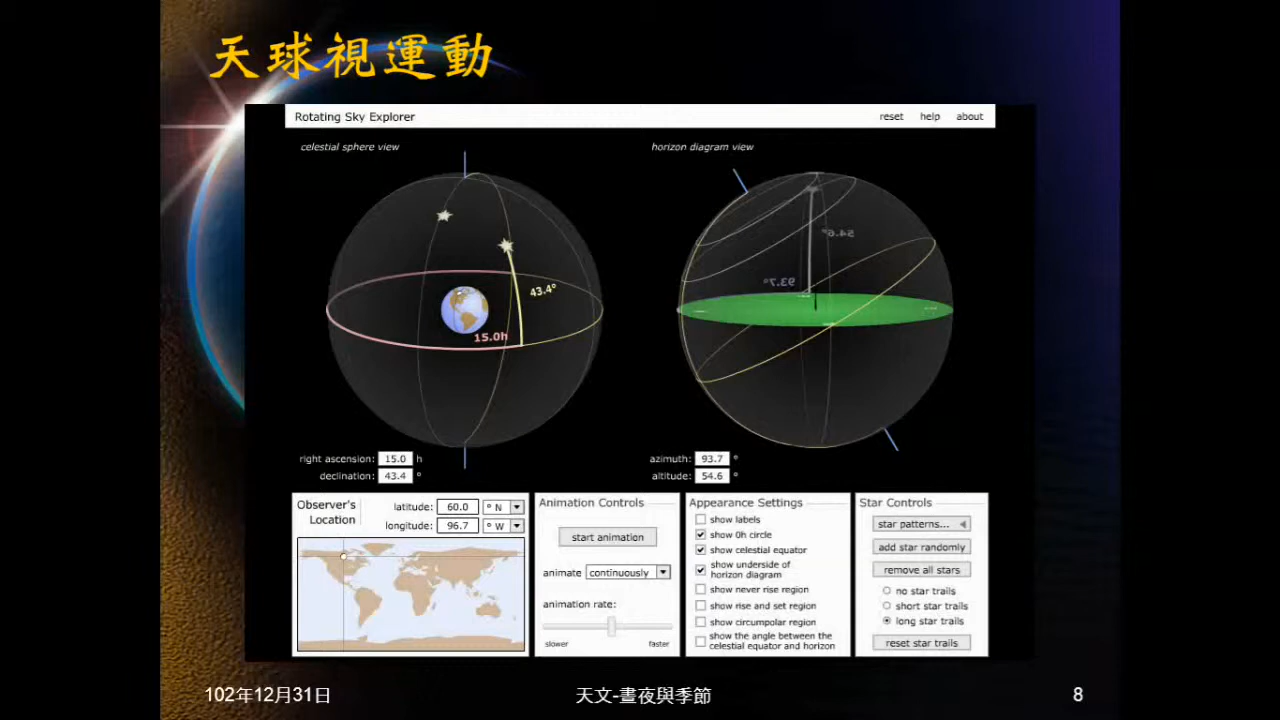 天球視運動
Rotating Sky Explorer
reset help about
celestial sphere view
horizon diagram view
43.4°
15.0h
54.6°
93.7°
right ascension: 15.0 h
declination: 43.4 °
azimuth: 93.7 °
altitude: 54.6 °
Observer's Location
latitude: 60.0 ° N
longitude: 96.7 ° W
Animation Controls
start animation
animate continuously
animation rate:
slower faster
Appearance Settings
show labels
show 0h circle
show celestial equator
show underside of
horizon diagram
show never rise region
show rise and set region
show circumpolar region
show the angle between the
celestial equator and horizon
Star Controls
star patterns...
add star randomly
remove all stars
no star trails
short star trails
long star trails
reset star trails
102年12月31日
天文-晝夜與季節
8